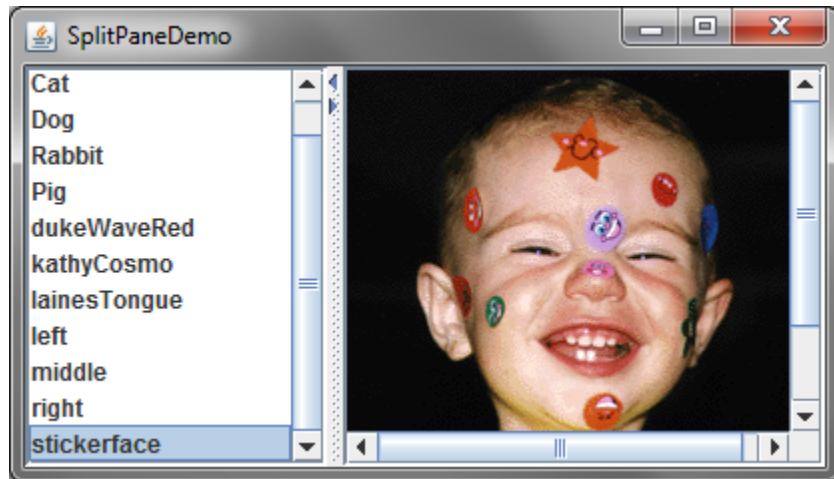 SplitPaneDemo
Cat
Dog
Rabbit
Pig
dukeWaveRed
kathyCosmo
lainesTongue
left
middle
right
stickerface